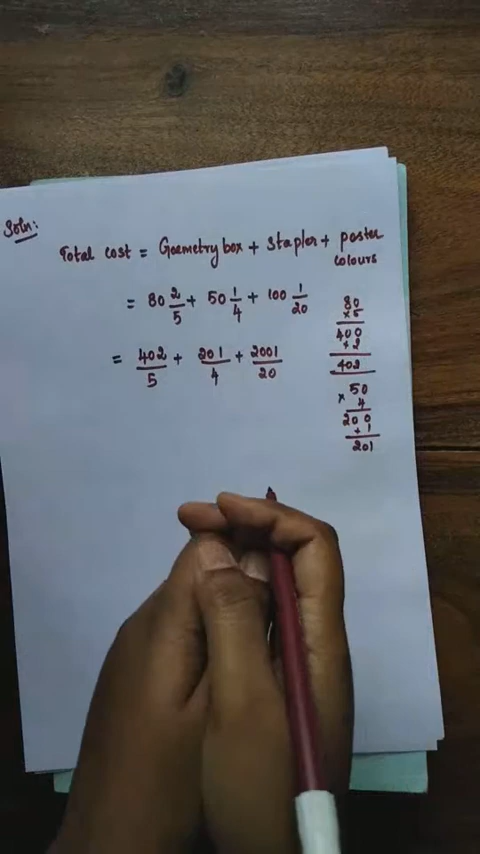 Soln:
Total cost = Goemetry box + Stapler + poster colours
= 80 2/5 + 50 1/4 + 100 1/20
= 402/5 + 201/4 + 2001/20
80
×5
400
+2
402
50
× 4
200
+1
201